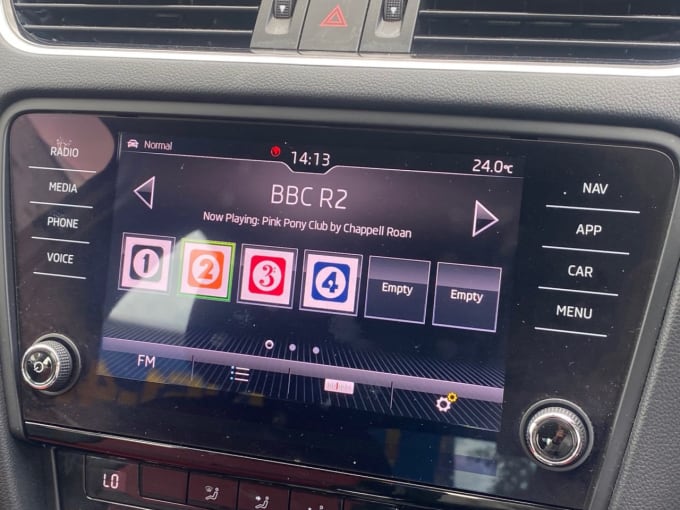 Normal
14:13
24.0°C
BBC R2
Now Playing: Pink Pony Club by Chappell Roan
1
2
3
4
Empty
Empty
FM
RADIO
MEDIA
PHONE
VOICE
NAV
APP
CAR
MENU
LO